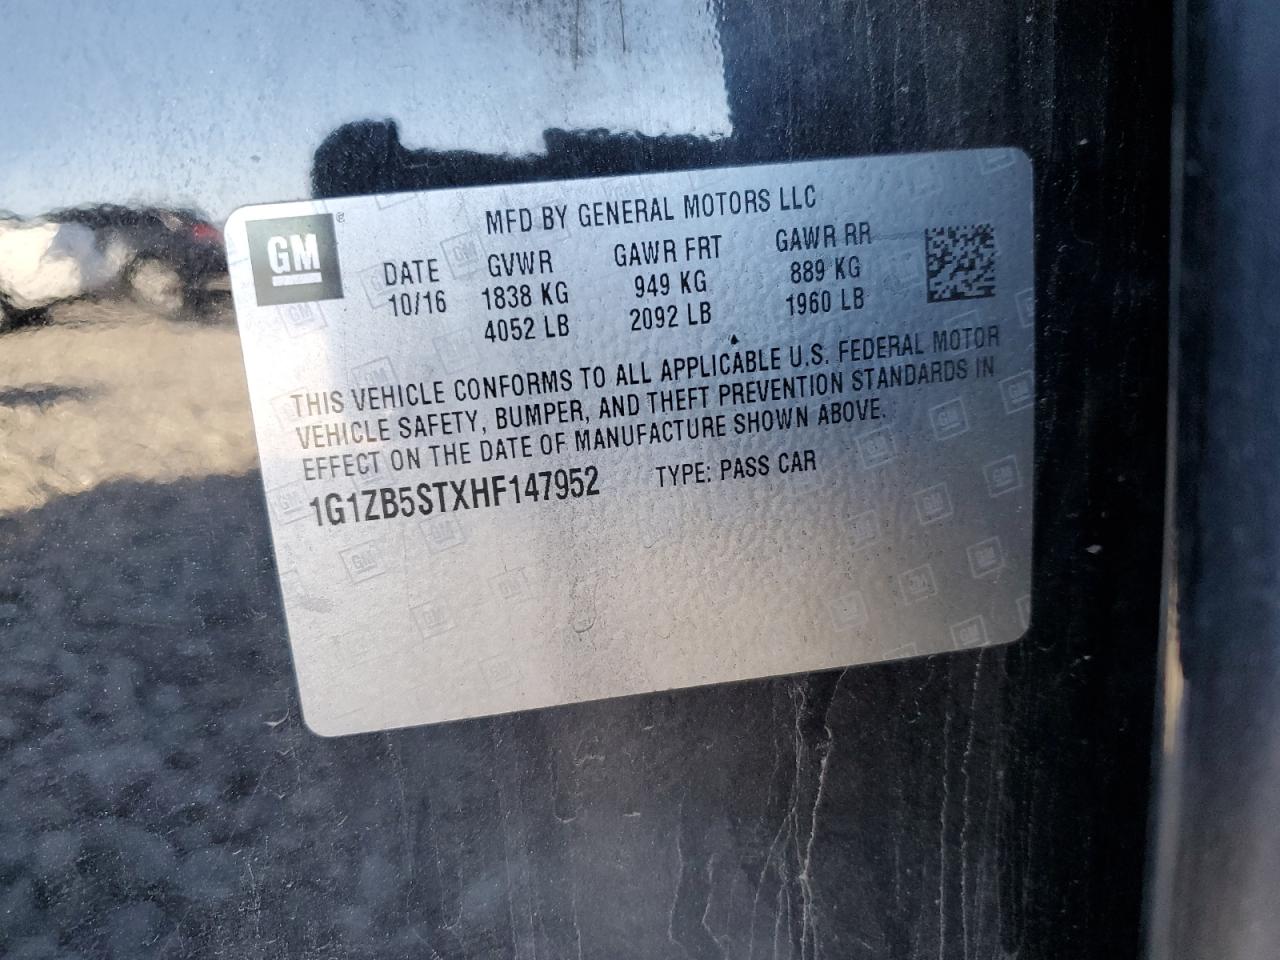 MFD BY GENERAL MOTORS LLC
GM ®
DATE GVWR GAWR FRT GAWR RR
10/16 1838 KG 949 KG 889 KG
4052 LB 2092 LB 1960 LB
THIS VEHICLE CONFORMS TO ALL APPLICABLE U.S. FEDERAL MOTOR
VEHICLE SAFETY, BUMPER, AND THEFT PREVENTION STANDARDS IN
EFFECT ON THE DATE OF MANUFACTURE SHOWN ABOVE.
1G1ZB5STXHF147952 TYPE: PASS CAR